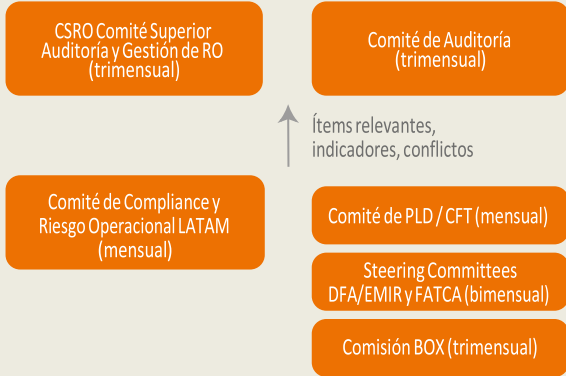 CSRO Comité Superior
Auditoría y Gestión de RO
(trimensual)
Comité de Auditoría
(trimensual)
Ítems relevantes,
indicadores, conflictos
Comité de Compliance y
Riesgo Operacional LATAM
(mensual)
Comité de PLD / CFT (mensual)
Steering Committees
DFA/EMIR y FATCA (bimensual)
Comisión BOX (trimensual)